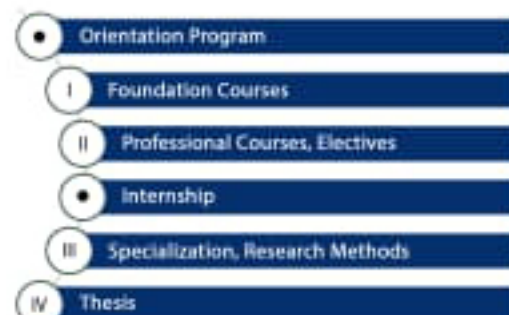 Orientation Program
I Foundation Courses
II Professional Courses, Electives
Internship
III Specialization, Research Methods
IV Thesis